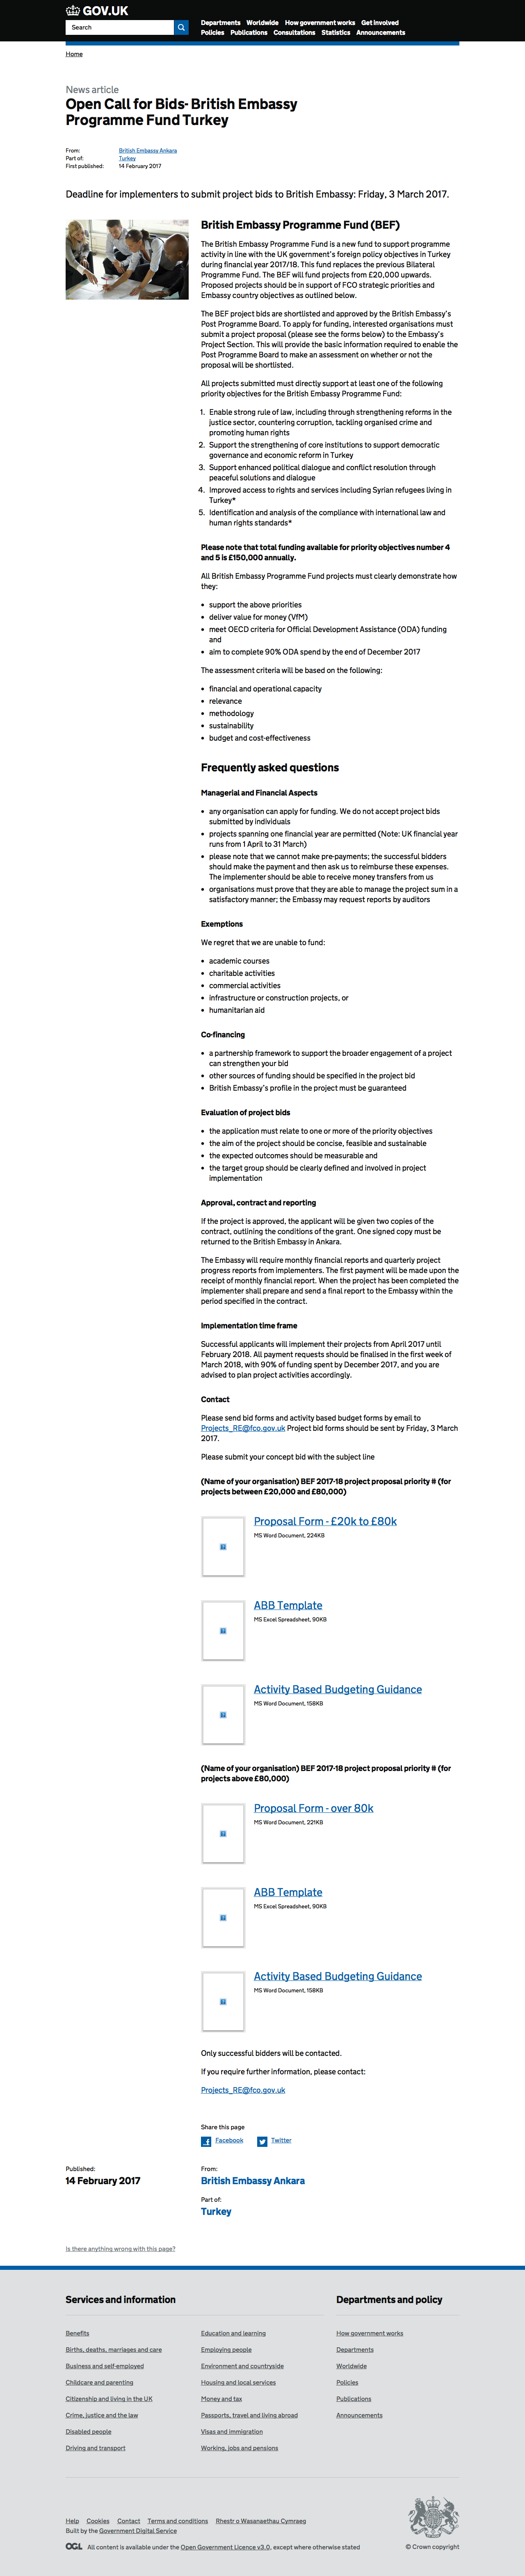 GOV.UK
Search
Departments Worldwide How government works Get involved
Policies Publications Consultations Statistics Announcements
Home
News article
Open Call for Bids- British Embassy
Programme Fund Turkey
From: British Embassy Ankara
Part of: Turkey
First published: 14 February 2017
Deadline for implementers to submit project bids to British Embassy: Friday, 3 March 2017.
British Embassy Programme Fund (BEF)
The British Embassy Programme Fund is a new fund to support programme
activity in line with the UK government's foreign policy objectives in Turkey
during financial year 2017/18. This fund replaces the previous Bilateral
Programme Fund. The BEF will fund projects from £20,000 upwards.
Proposed projects should be in support of FCO strategic priorities and
Embassy country objectives as outlined below.
The BEF project bids are shortlisted and approved by the British Embassy's
Post Programme Board. To apply for funding, interested organisations must
submit a project proposal (please see the forms below) to the Embassy's
Project Section. This will provide the basic information required to enable the
Post Programme Board to make an assessment on whether or not the
proposal will be shortlisted.
All projects submitted must directly support at least one of the following
priority objectives for the British Embassy Programme Fund:
1. Enable strong rule of law, including through strengthening reforms in the
justice sector, countering corruption, tackling organised crime and
promoting human rights
2. Support the strengthening of core institutions to support democratic
governance and economic reform in Turkey
3. Support enhanced political dialogue and conflict resolution through
peaceful solutions and dialogue
4. Improved access to rights and services including Syrian refugees living in
Turkey*
5. Identification and analysis of the compliance with international law and
human rights standards*
Please note that total funding available for priority objectives number 4
and 5 is £150,000 annually.
All British Embassy Programme Fund projects must clearly demonstrate how
they:
• support the above priorities
• deliver value for money (VfM)
• meet OECD criteria for Official Development Assistance (ODA) funding
and
• aim to complete 90% ODA spend by the end of December 2017
The assessment criteria will be based on the following:
• financial and operational capacity
• relevance
• methodology
• sustainability
• budget and cost-effectiveness
Frequently asked questions
Managerial and Financial Aspects
• any organisation can apply for funding. We do not accept project bids
submitted by individuals
• projects spanning one financial year are permitted (Note: UK financial year
runs from 1 April to 31 March)
• please note that we cannot make pre-payments; the successful bidders
should make the payment and then ask us to reimburse these expenses.
The implementer should be able to receive money transfers from us
• organisations must prove that they are able to manage the project sum in a
satisfactory manner; the Embassy may request reports by auditors
Exemptions
We regret that we are unable to fund:
• academic courses
• charitable activities
• commercial activities
• infrastructure or construction projects, or
• humanitarian aid
Co-financing
• a partnership framework to support the broader engagement of a project
can strengthen your bid
• other sources of funding should be specified in the project bid
• British Embassy's profile in the project must be guaranteed
Evaluation of project bids
• the application must relate to one or more of the priority objectives
• the aim of the project should be concise, feasible and sustainable
• the expected outcomes should be measurable and
• the target group should be clearly defined and involved in project
implementation
Approval, contract and reporting
If the project is approved, the applicant will be given two copies of the
contract, outlining the conditions of the grant. One signed copy must be
returned to the British Embassy in Ankara.
The Embassy will require monthly financial reports and quarterly project
progress reports from implementers. The first payment will be made upon the
receipt of monthly financial report. When the project has been completed the
implementer shall prepare and send a final report to the Embassy within the
period specified in the contract.
Implementation time frame
Successful applicants will implement their projects from April 2017 until
February 2018. All payment requests should be finalised in the first week of
March 2018, with 90% of funding spent by December 2017, and you are
advised to plan project activities accordingly.
Contact
Please send bid forms and activity based budget forms by email to
Projects_RE@fco.gov.uk Project bid forms should be sent by Friday, 3 March
2017.
Please submit your concept bid with the subject line
(Name of your organisation) BEF 2017-18 project proposal priority # (for
projects between £20,000 and £80,000)
Proposal Form - £20k to £80k
MS Word Document, 224KB
ABB Template
MS Excel Spreadsheet, 90KB
Activity Based Budgeting Guidance
MS Word Document, 158KB
(Name of your organisation) BEF 2017-18 project proposal priority # (for
projects above £80,000)
Proposal Form - over 80k
MS Word Document, 221KB
ABB Template
MS Excel Spreadsheet, 90KB
Activity Based Budgeting Guidance
MS Word Document, 158KB
Only successful bidders will be contacted.
If you require further information, please contact:
Projects_RE@fco.gov.uk
Share this page
Facebook Twitter
Published: From:
14 February 2017 British Embassy Ankara
Part of:
Turkey
Is there anything wrong with this page?
Services and information
Benefits
Births, deaths, marriages and care
Business and self-employed
Childcare and parenting
Citizenship and living in the UK
Crime, justice and the law
Disabled people
Driving and transport
Education and learning
Employing people
Environment and countryside
Housing and local services
Money and tax
Passports, travel and living abroad
Visas and immigration
Working, jobs and pensions
Departments and policy
How government works
Departments
Worldwide
Policies
Publications
Announcements
Help Cookies Contact Terms and conditions Rhestr o Wasanaethau Cymraeg
Built by the Government Digital Service
OGL All content is available under the Open Government Licence v3.0, except where otherwise stated
© Crown copyright